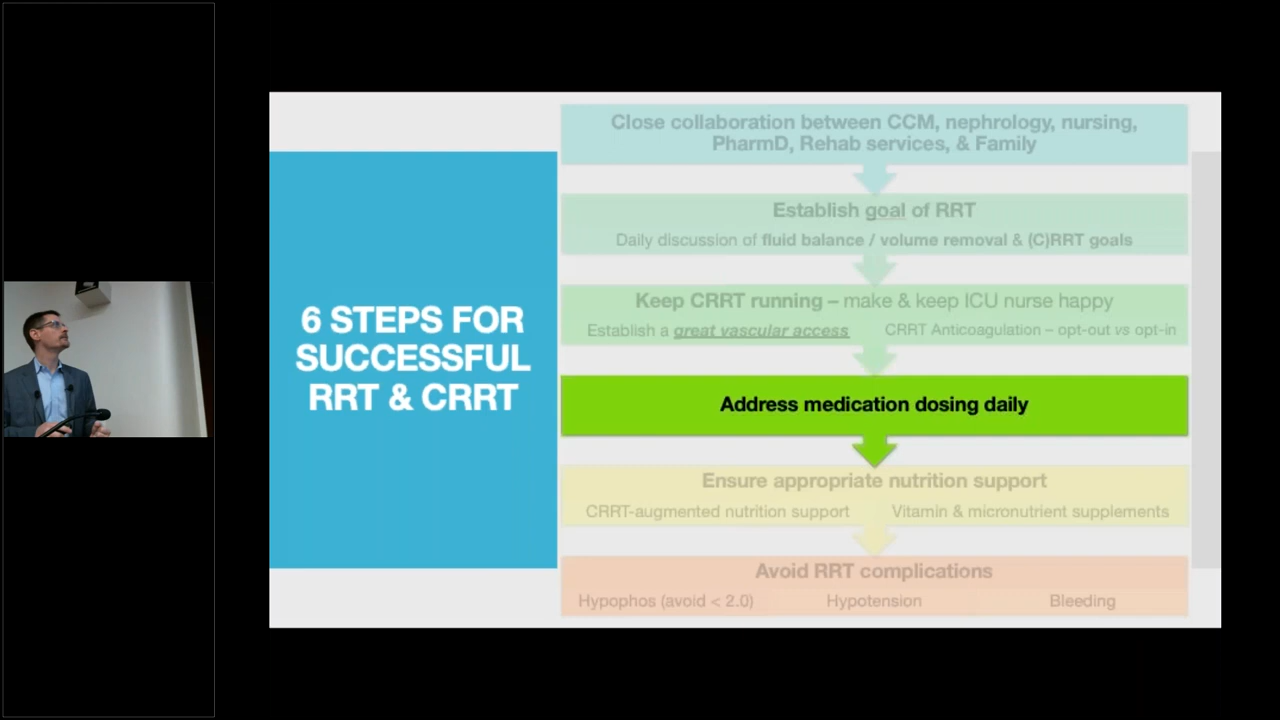 6 STEPS FOR
SUCCESSFUL
RRT & CRRT
Close collaboration between CCM, nephrology, nursing,
PharmD, Rehab services, & Family
Establish goal of RRT
Daily discussion of fluid balance / volume removal & (C)RRT goals
Keep CRRT running – make & keep ICU nurse happy
Establish a great vascular access
CRRT Anticoagulation – opt-out vs opt-in
Address medication dosing daily
Ensure appropriate nutrition support
CRRT-augmented nutrition support
Vitamin & micronutrient supplements
Avoid RRT complications
Hypophos (avoid < 2.0)
Hypotension
Bleeding